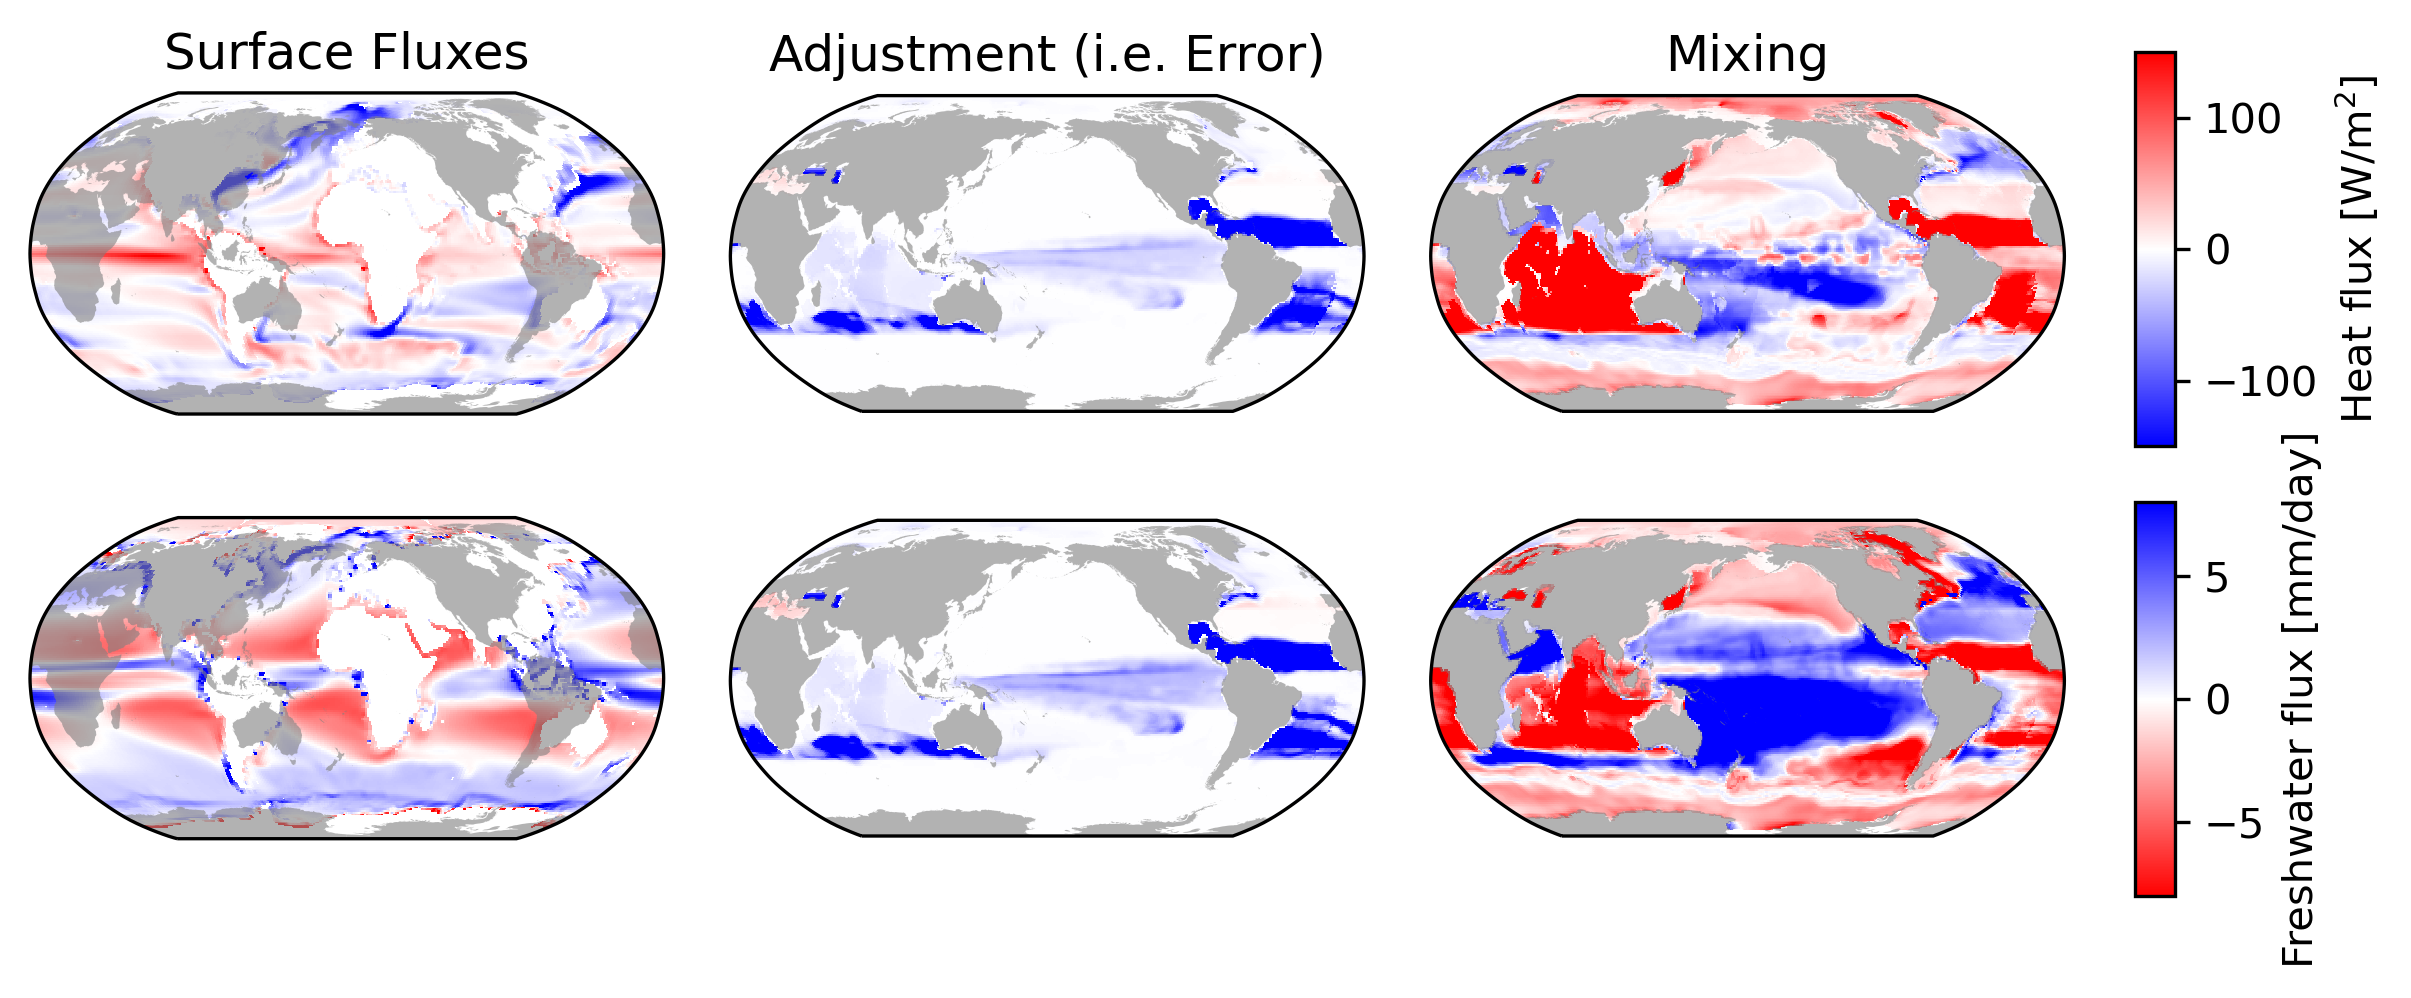 Surface Fluxes
Adjustment (i.e. Error)
Mixing
100
0
−100
Heat flux [W/m²]
5
0
−5
Freshwater flux [mm/day]